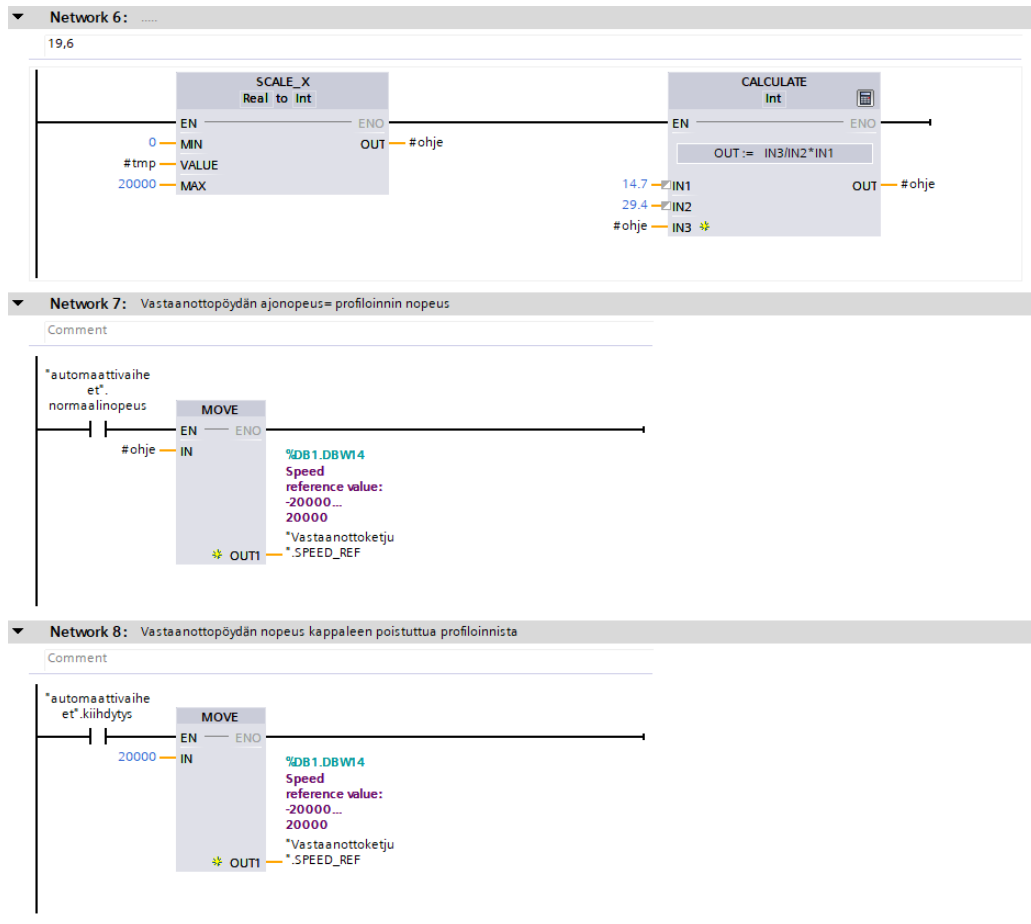 Network 6: .....
19,6
SCALE_X
Real to Int
EN ENO
0 MIN OUT #ohje
#tmp VALUE
20000 MAX
CALCULATE
Int
EN ENO
OUT := IN3/IN2*IN1
14.7 IN1 OUT #ohje
29.4 IN2
#ohje IN3
Network 7: Vastaanottopöydän ajonopeus= profiloinnin nopeus
Comment
"automaattivaihe
et".
normaalinopeus
MOVE
EN ENO
#ohje IN
%DB1.DBW14
Speed
reference value:
-20000...
20000
"Vastaanottoketju
OUT1 ".SPEED_REF
Network 8: Vastaanottopöydän nopeus kappaleen poistuttua profiloinnista
Comment
"automaattivaihe
et".kiihdytys
MOVE
EN ENO
20000 IN
%DB1.DBW14
Speed
reference value:
-20000...
20000
"Vastaanottoketju
OUT1 ".SPEED_REF